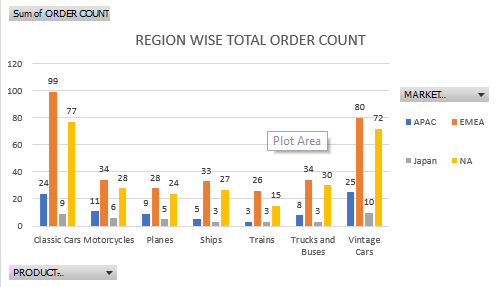 Sum of ORDER COUNT
REGION WISE TOTAL ORDER COUNT
120
100
80
60
40
20
0
24 99 9 77
11 34 6 28
9 28 5 24
5 33 3 27
3 26 3 15
8 34 3 30
25 80 10 72
Plot Area
Classic Cars
Motorcycles
Planes
Ships
Trains
Trucks and
Buses
Vintage
Cars
MARKET...
APAC
EMEA
Japan
NA
PRODUCT-...